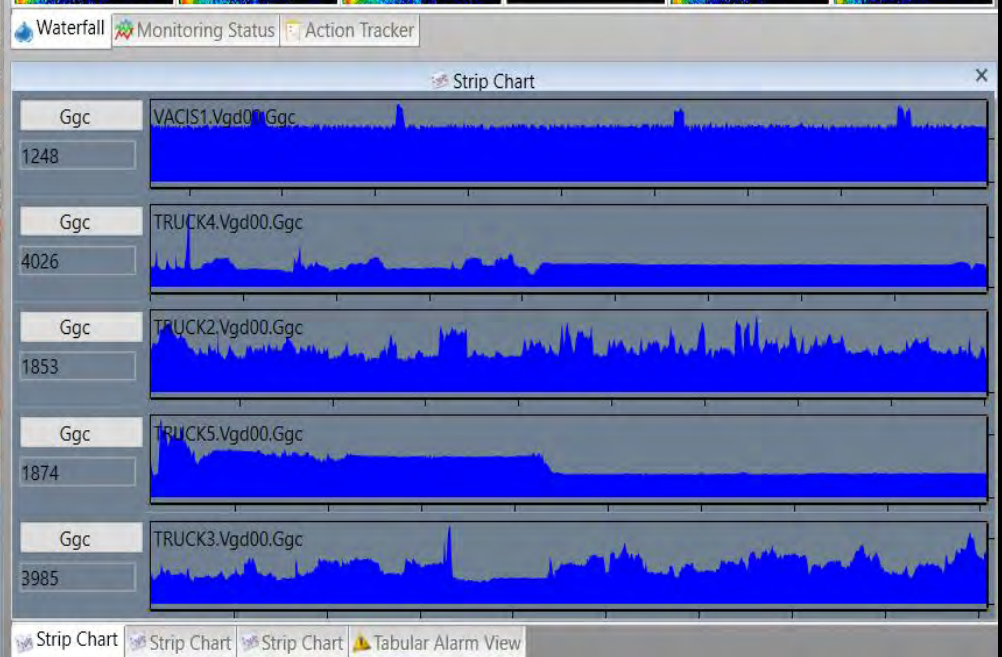 Waterfall Monitoring Status Action Tracker
Strip Chart
Ggc
VACIS1.Vgd00.Ggc
1248
Ggc
TRUCK4.Vgd00.Ggc
4026
Ggc
TRUCK2.Vgd00.Ggc
1853
Ggc
TRUCK5.Vgd00.Ggc
1874
Ggc
TRUCK3.Vgd00.Ggc
3985
Strip Chart Strip Chart Strip Chart Tabular Alarm View